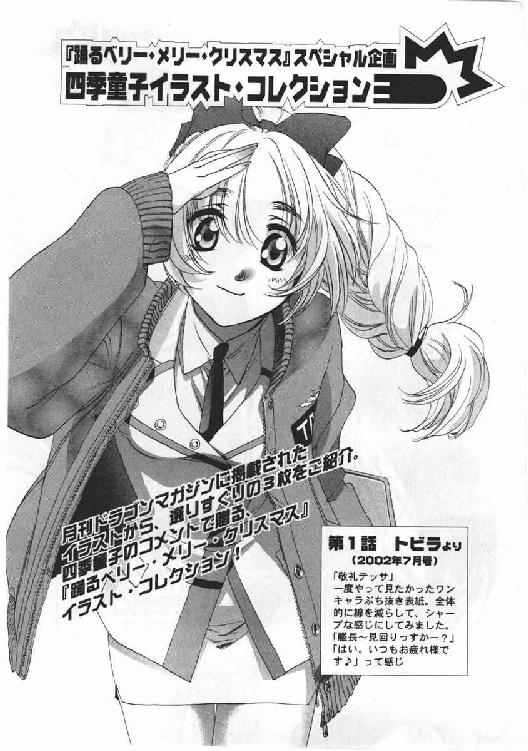 『踊るベリー・メリー・クリスマス』スペシャル企画
四季童子イラスト・コレクション
月刊ドラゴンマガジンに掲載された
イラストから、選りすぐりの3枚をご紹介。
四季童子のコメントで贈る、
『踊るベリー・メリー・クリスマス』
イラスト・コレクション！
第1話 トビラより
(2002年7月号)
「敬礼テッサ」
一度やって見たかったワン
キャラぶち抜き表紙。全体
的に線を減らして、シャー
プな感じにしてみました。
「艦長〜見回りっすかー？」
「はい。いつもお疲れ様で
す♪」って感じ